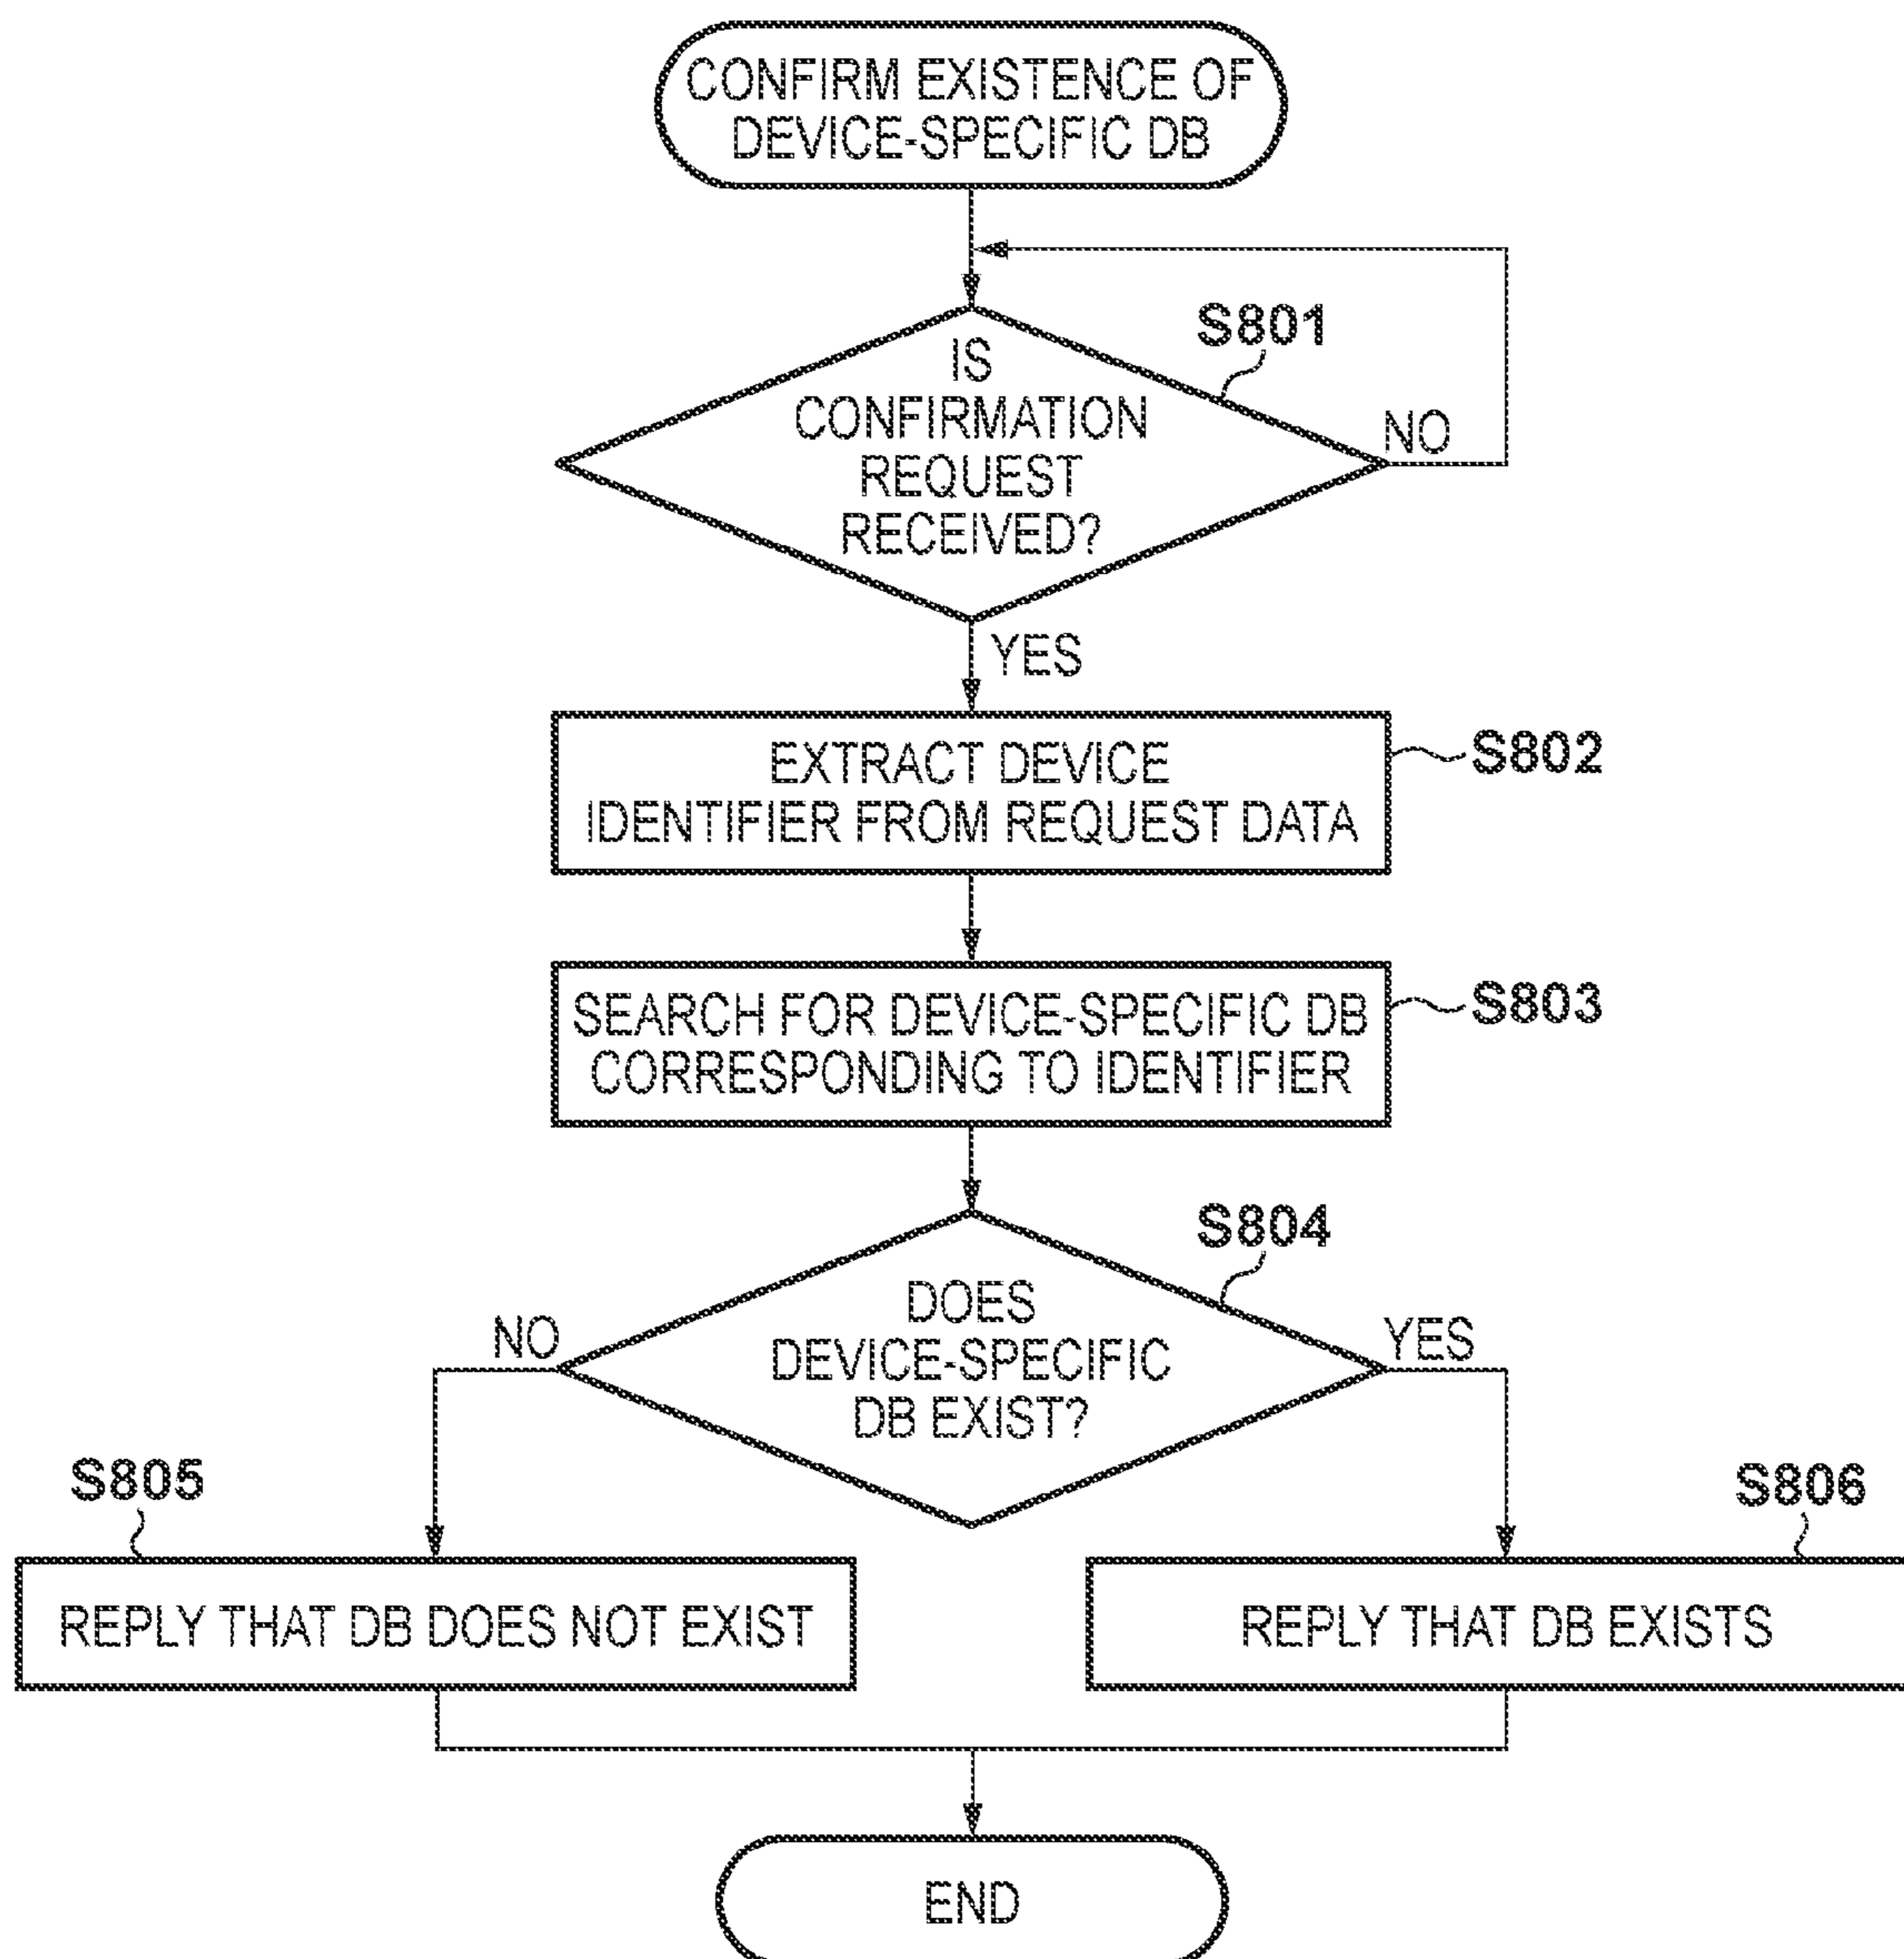 CONFIRM EXISTENCE OF
DEVICE-SPECIFIC DB
S801
IS
CONFIRMATION
REQUEST
RECEIVED?
NO
YES
EXTRACT DEVICE
IDENTIFIER FROM REQUEST DATA
S802
SEARCH FOR DEVICE-SPECIFIC DB
CORRESPONDING TO IDENTIFIER
S803
S804
DOES
DEVICE-SPECIFIC
DB EXIST?
NO
YES
S805
S806
REPLY THAT DB DOES NOT EXIST
REPLY THAT DB EXISTS
END